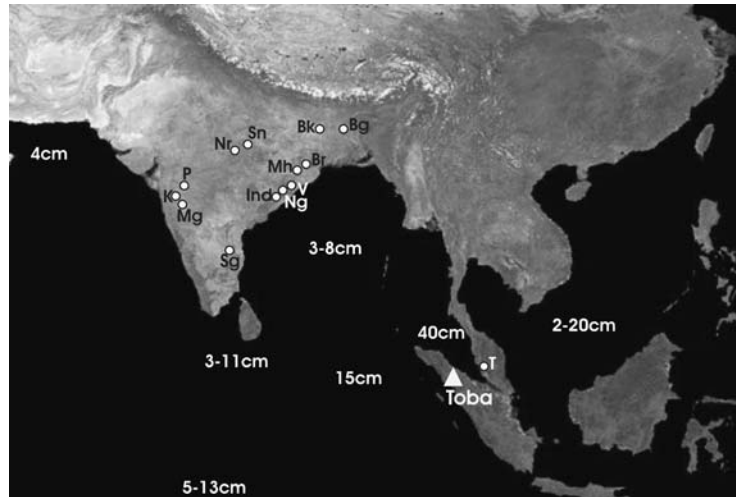 Bk
Bg
Sn
Nr
4cm
Br
Mh
P
V
K
Ind
Ng
Mg
3-8cm
Sg
2-20cm
40cm
3-11cm
T
15cm
Toba
5-13cm